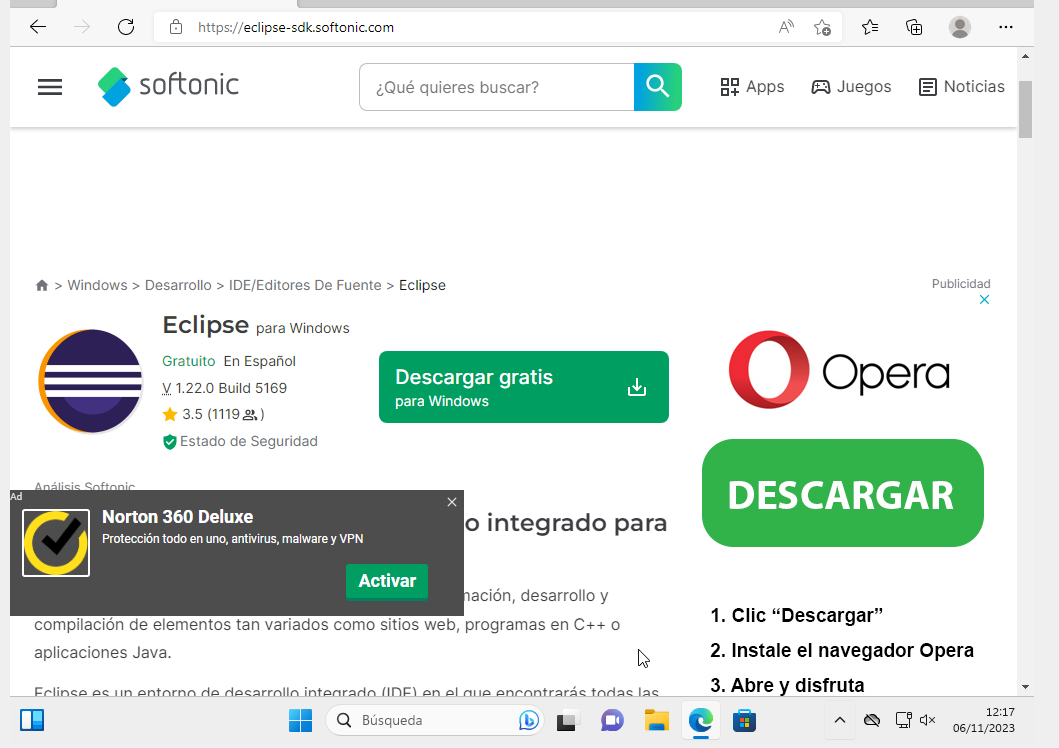 https://eclipse-sdk.softonic.com
softonic
¿Qué quieres buscar?
Apps
Juegos
Noticias
> Windows > Desarrollo > IDE/Editores De Fuente > Eclipse
Publicidad
Eclipse para Windows
Gratuito En Español
V 1.22.0 Build 5169
3.5 (1119)
Estado de Seguridad
Descargar gratis
para Windows
Opera
DESCARGAR
1. Clic “Descargar”
2. Instale el navegador Opera
3. Abre y disfruta
Análisis Softonic
Ad
Norton 360 Deluxe
Protección todo en uno, antivirus, malware y VPN
Activar
o integrado para
mación, desarrollo y
compilación de elementos tan variados como sitios web, programas en C++ o
aplicaciones Java.
Eclipse es un entorno de desarrollo integrado (IDE) en el que encontrarás todas las
Búsqueda
12:17
06/11/2023